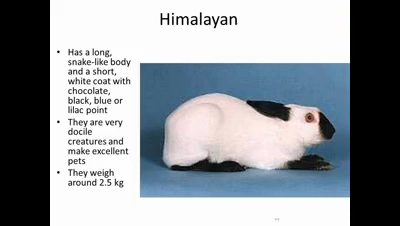 Himalayan
• Has a long,
snake-like body
and a short,
white coat with
chocolate,
black, blue or
lilac point
• They are very
docile
creatures and
make excellent
pets
• They weigh
around 2.5 kg